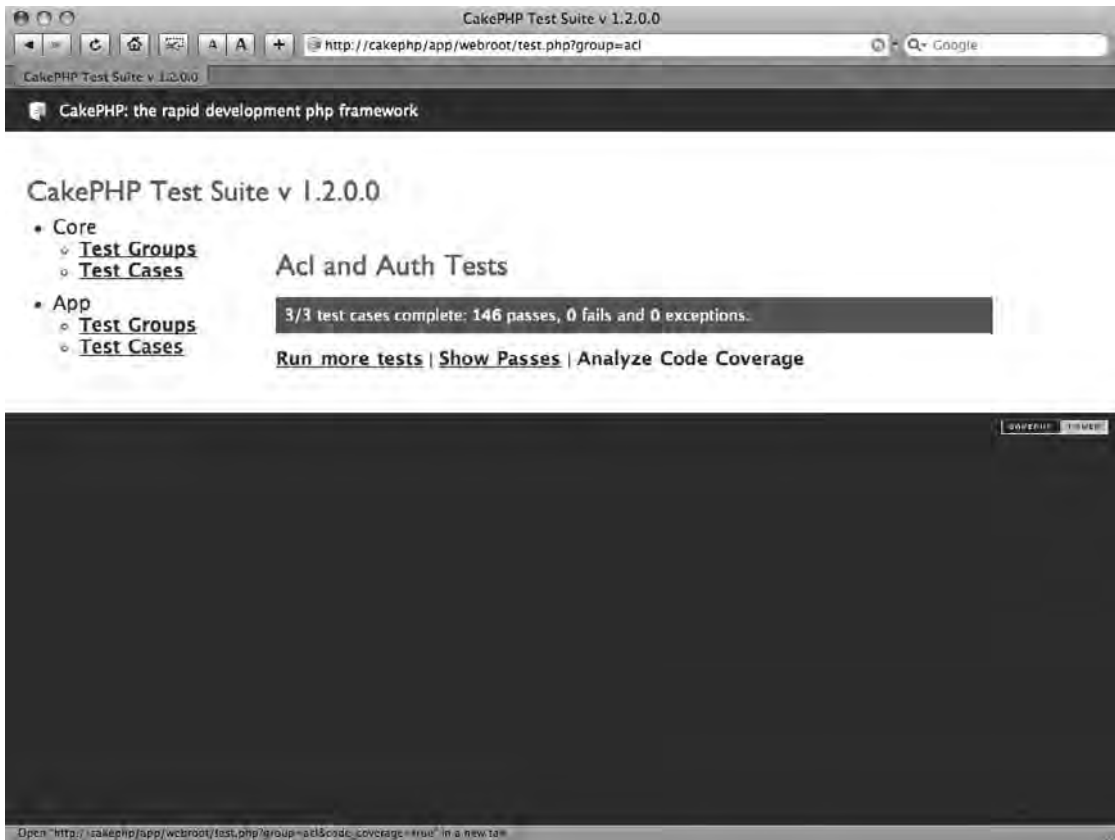 CakePHP Test Suite v 1.2.0.0
A A + http://cakephp/app/webroot/test.php?group=acl Google
CakePHP Test Suite v 1.2.0.0
CakePHP: the rapid development php framework
CakePHP Test Suite v 1.2.0.0
Core
Test Groups
Test Cases
App
Test Groups
Test Cases
Acl and Auth Tests
3/3 test cases complete: 146 passes, 0 fails and 0 exceptions.
Run more tests | Show Passes | Analyze Code Coverage
CAKEPHP POWER
Open "http://cakephp/app/webroot/test.php?group=acl&code_coverage=true" in a new tab